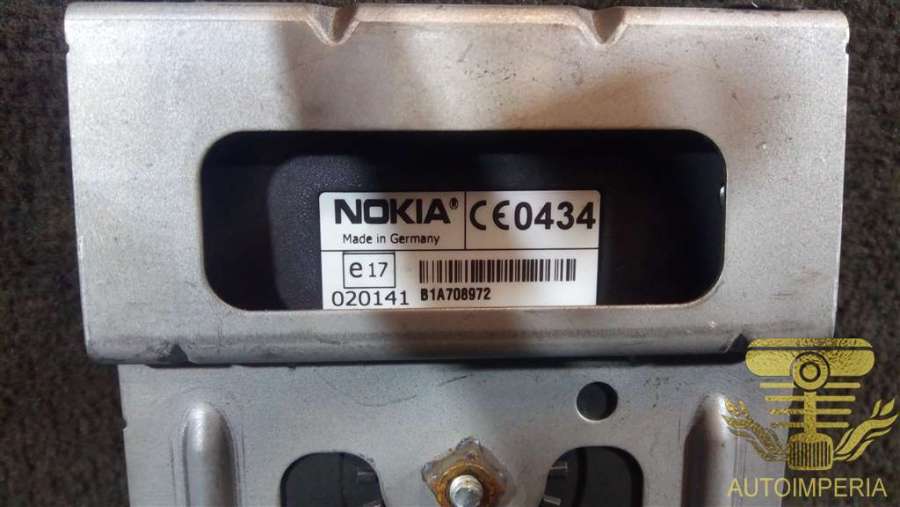 NOKIA® CE0434
Made in Germany
e17
020141 B1A708972
AUTOIMPERIA